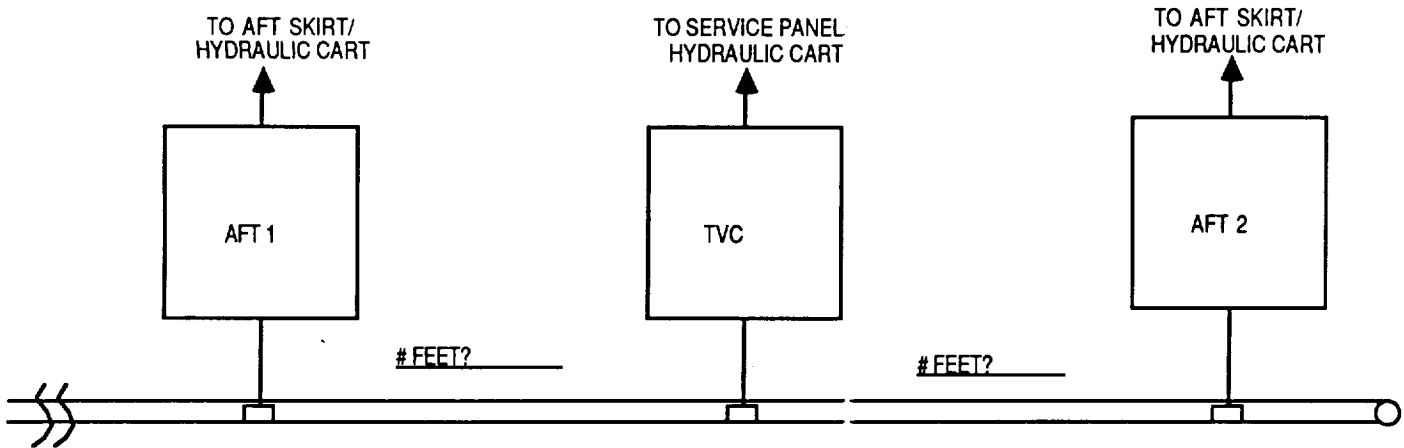 TO AFT SKIRT/
HYDRAULIC CART
TO SERVICE PANEL
HYDRAULIC CART
TO AFT SKIRT/
HYDRAULIC CART
AFT 1
TVC
AFT 2
# FEET?
# FEET?